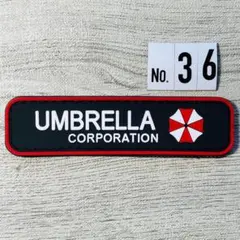 No. 36
UMBRELLA
CORPORATION